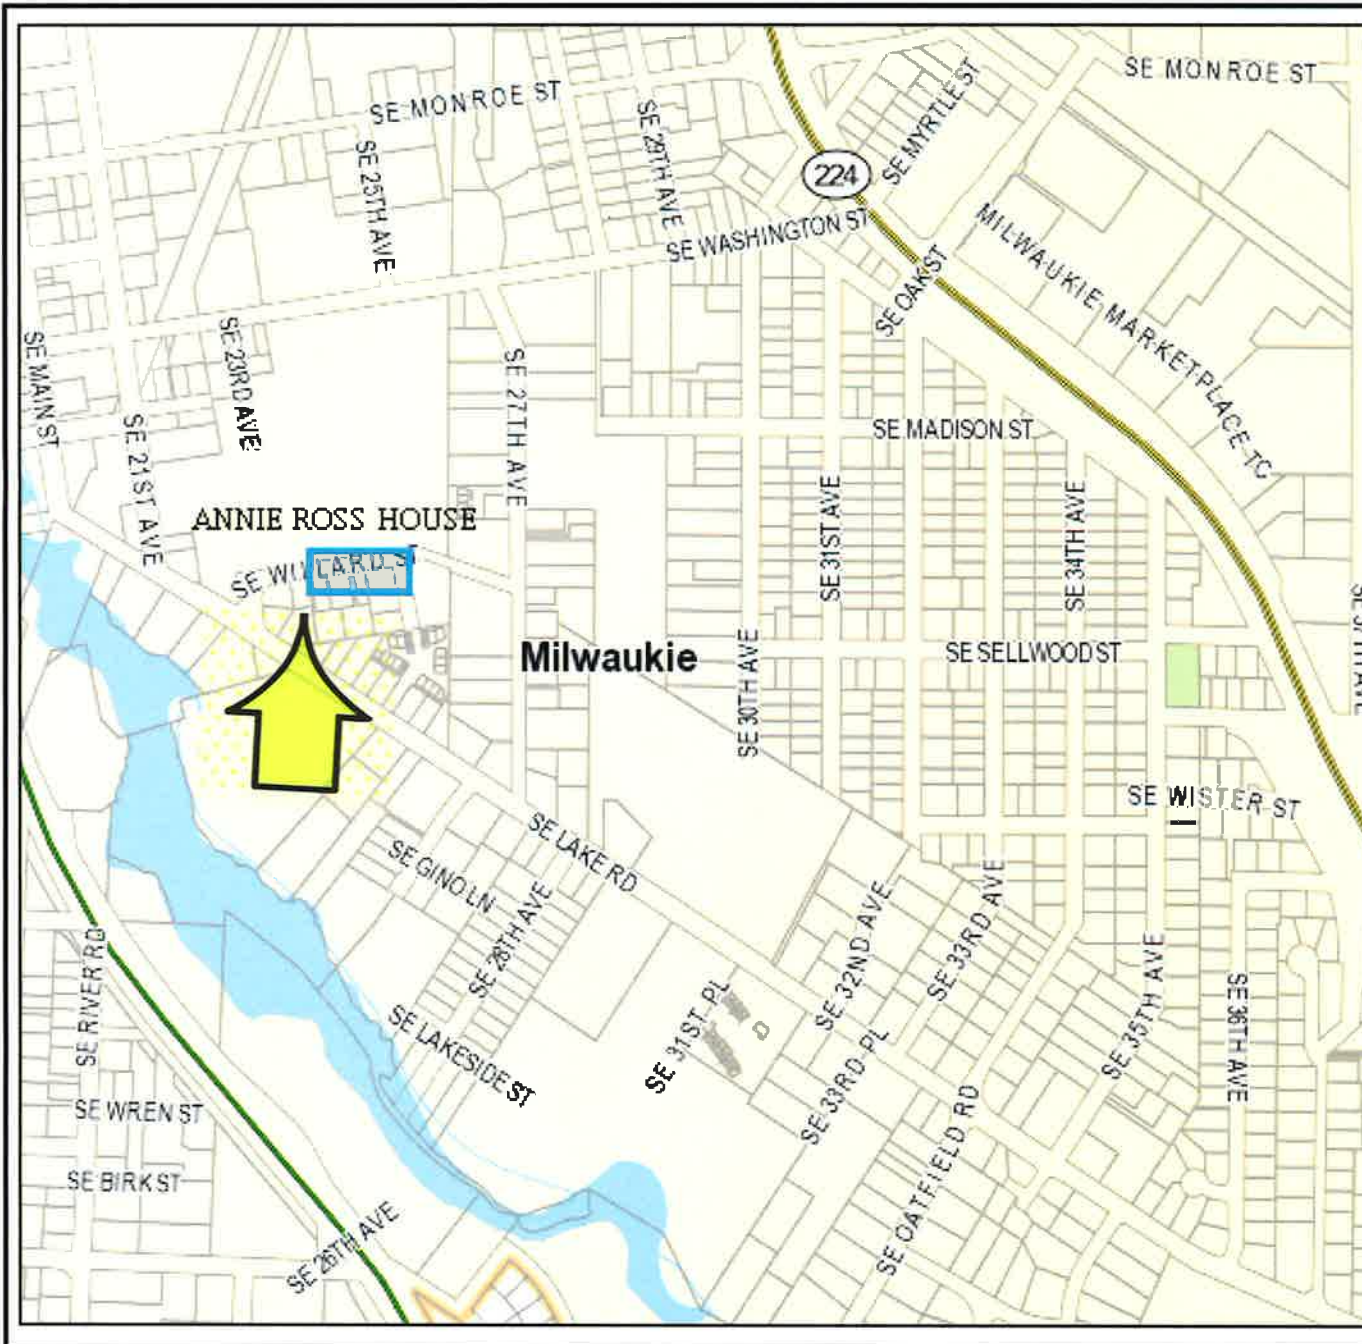 SE MONROE ST
SE MONROE ST
SE MYRTLE ST
SE 29TH AVE
SE 25TH AVE
224
SE WASHINGTON ST
MILWAUKIE MARKETPLACE TC
SE OAK ST
SE MAIN ST
SE 23RD AVE
SE 27TH AVE
SE 21ST AVE
SE MADISON ST
SE 31ST AVE
SE 34TH AVE
ANNIE ROSS HOUSE
SE WILLARD ST
Milwaukie
SE 30TH AVE
SE SELLWOOD ST
SE WISTER ST
SE LAKE RD
SE GINO LN
SE 28TH AVE
SE 32ND AVE
SE 33RD AVE
SE RIVER RD
SE 31ST PL
SE 35TH AVE
SE 36TH AVE
SE LAKESIDE ST
SE 33RD PL
SE WREN ST
SE OATFIELD RD
SE BIRK ST
SE 26TH AVE